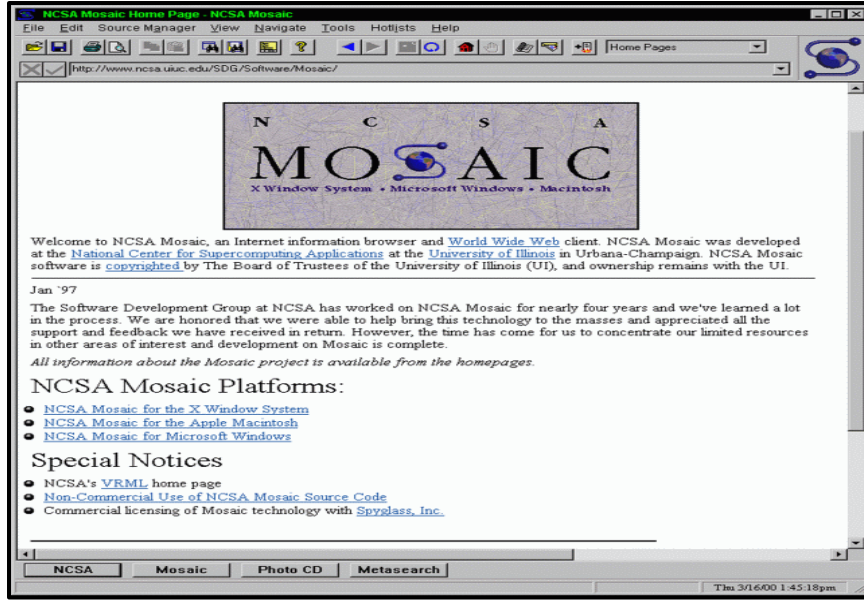 NCSA Mosaic Home Page - NCSA Mosaic
File Edit Source Manager View Navigate Tools Hotlists Help
Home Pages
http://www.ncsa.uiuc.edu/SDG/Software/Mosaic/
N C S A
MOSAIC
X Window System • Microsoft Windows • Macintosh
Welcome to NCSA Mosaic, an Internet information browser and World Wide Web client. NCSA Mosaic was developed
at the National Center for Supercomputing Applications at the University of Illinois in Urbana-Champaign. NCSA Mosaic
software is copyrighted by The Board of Trustees of the University of Illinois (UI), and ownership remains with the UI.
Jan `97
The Software Development Group at NCSA has worked on NCSA Mosaic for nearly four years and we've learned a lot
in the process. We are honored that we were able to help bring this technology to the masses and appreciated all the
support and feedback we have received in return. However, the time has come for us to concentrate our limited resources
in other areas of interest and development on Mosaic is complete.
All information about the Mosaic project is available from the homepages.
NCSA Mosaic Platforms:
NCSA Mosaic for the X Window System
NCSA Mosaic for the Apple Macintosh
NCSA Mosaic for Microsoft Windows
Special Notices
NCSA's VRML home page
Non-Commercial Use of NCSA Mosaic Source Code
Commercial licensing of Mosaic technology with Spyglass, Inc.
NCSA Mosaic Photo CD Metasearch
Thu 3/16/00 1:45:18pm